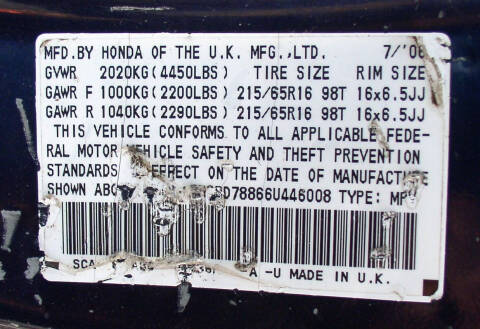 MFD.BY HONDA OF THE U.K. MFG.,LTD. 7/'06
GVWR 2020KG(4450LBS) TIRE SIZE RIM SIZE
GAWR F 1000KG(2200LBS) 215/65R16 98T 16x6.5JJ
GAWR R 1040KG(2290LBS) 215/65R16 98T 16x6.5JJ
THIS VEHICLE CONFORMS TO ALL APPLICABLE FEDE-
RAL MOTOR VEHICLE SAFETY AND THEFT PREVENTION
STANDARDS EFFECT ON THE DATE OF MANUFACTURE
SHOWN D78866U446008 TYPE:
-U MADE IN U.K.